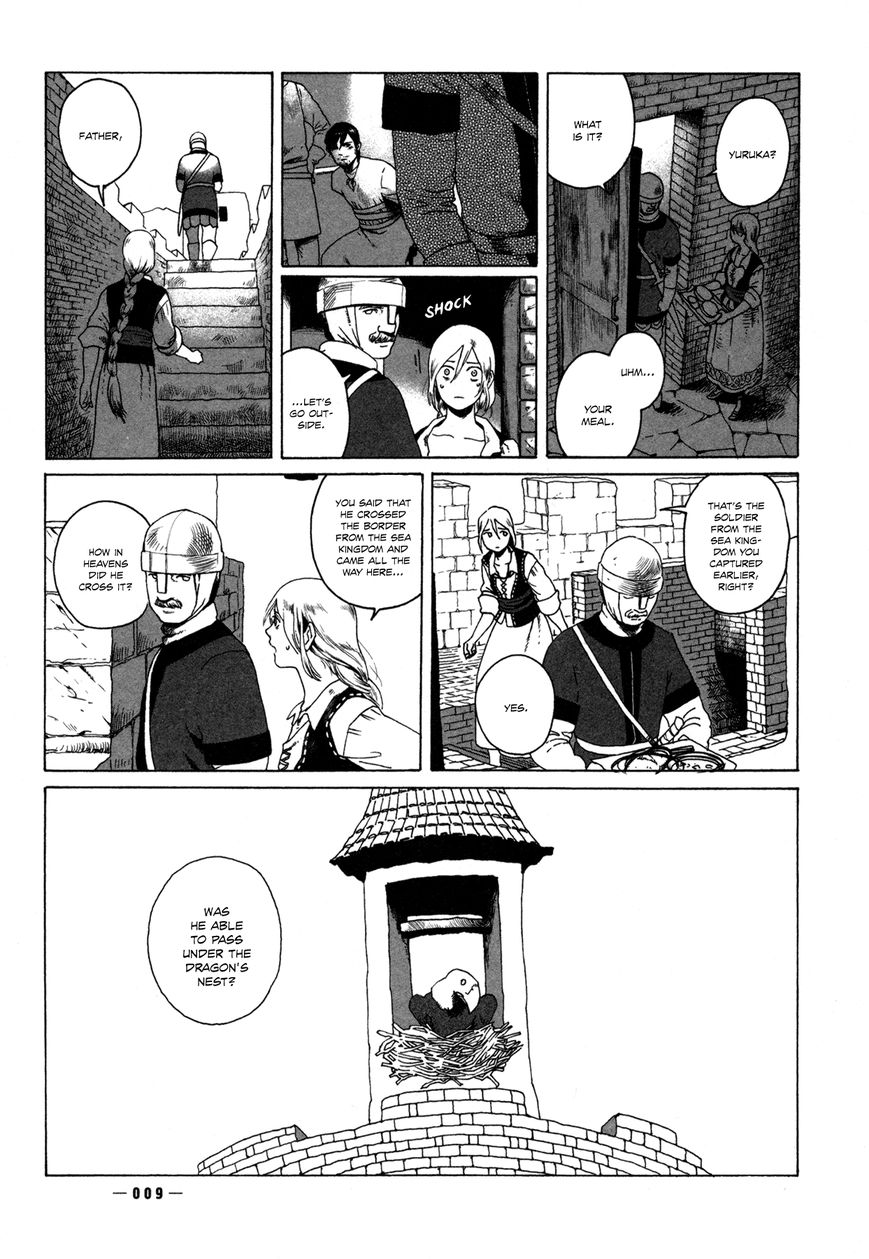 YURUKA?
WHAT
IS IT?
UHM...
YOUR
MEAL.
SHOCK
...LET'S
GO OUT-
SIDE.
FATHER,
THAT'S THE
SOLDIER
FROM THE
SEA KING-
DOM YOU
CAPTURED
EARLIER,
RIGHT?
YES.
YOU SAID THAT
HE CROSSED
THE BORDER
FROM THE SEA
KINGDOM AND
CAME ALL THE
WAY HERE...
HOW IN
HEAVENS
DID HE
CROSS IT?
WAS
HE ABLE
TO PASS
UNDER THE
DRAGON'S
NEST?
— 009 —